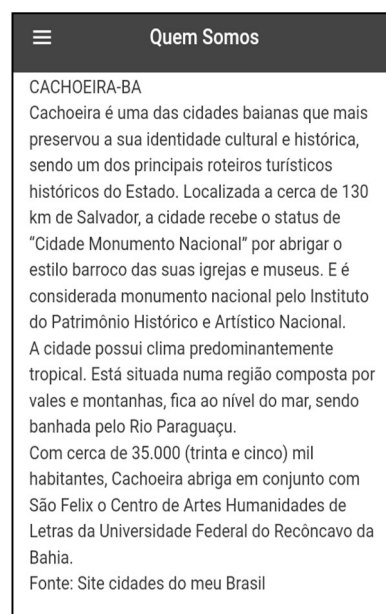 Quem Somos
CACHOEIRA-BA
Cachoeira é uma das cidades baianas que mais
preservou a sua identidade cultural e histórica,
sendo um dos principais roteiros turísticos
históricos do Estado. Localizada a cerca de 130
km de Salvador, a cidade recebe o status de
“Cidade Monumento Nacional” por abrigar o
estilo barroco das suas igrejas e museus. E é
considerada monumento nacional pelo Instituto
do Patrimônio Histórico e Artístico Nacional.
A cidade possui clima predominantemente
tropical. Está situada numa região composta por
vales e montanhas, fica ao nível do mar, sendo
banhada pelo Rio Paraguaçu.
Com cerca de 35.000 (trinta e cinco) mil
habitantes, Cachoeira abriga em conjunto com
São Felix o Centro de Artes Humanidades de
Letras da Universidade Federal do Recôncavo da
Bahia.
Fonte: Site cidades do meu Brasil